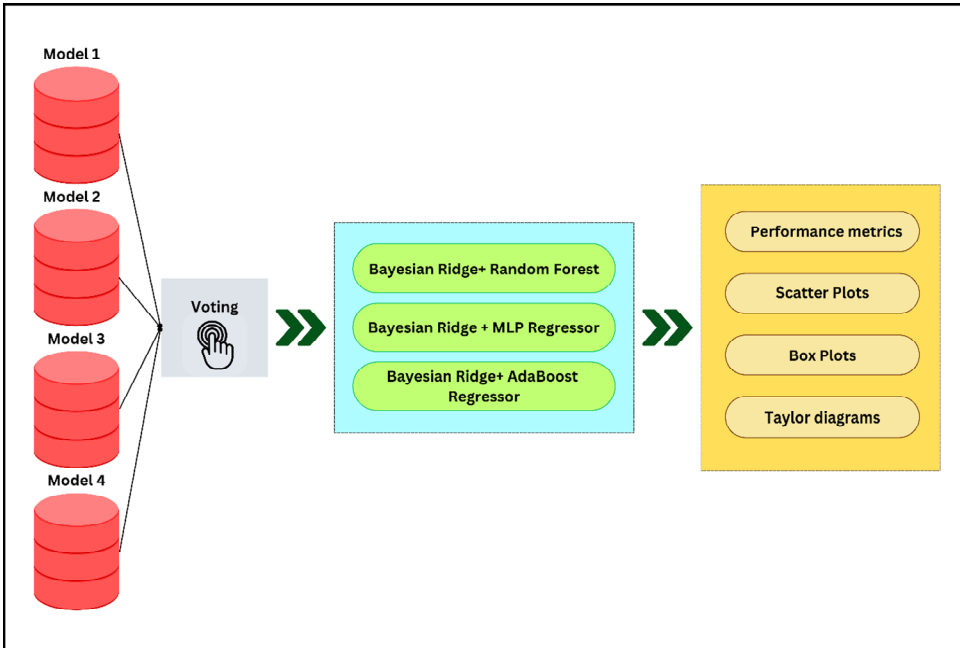 Model 1
Model 2
Model 3
Model 4
Voting
Bayesian Ridge+ Random Forest
Bayesian Ridge + MLP Regressor
Bayesian Ridge+ AdaBoost
Regressor
Performance metrics
Scatter Plots
Box Plots
Taylor diagrams